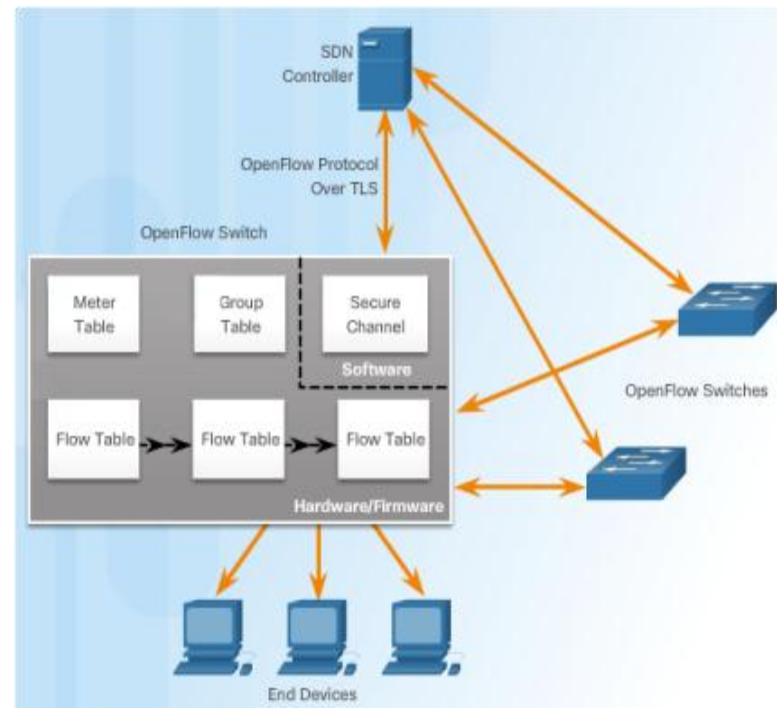 SDN
Controller
OpenFlow Protocol
Over TLS
OpenFlow Switch
Meter
Table
Group
Table
Secure
Channel
Software
OpenFlow Switches
Flow Table
Flow Table
Flow Table
Hardware/Firmware
End Devices